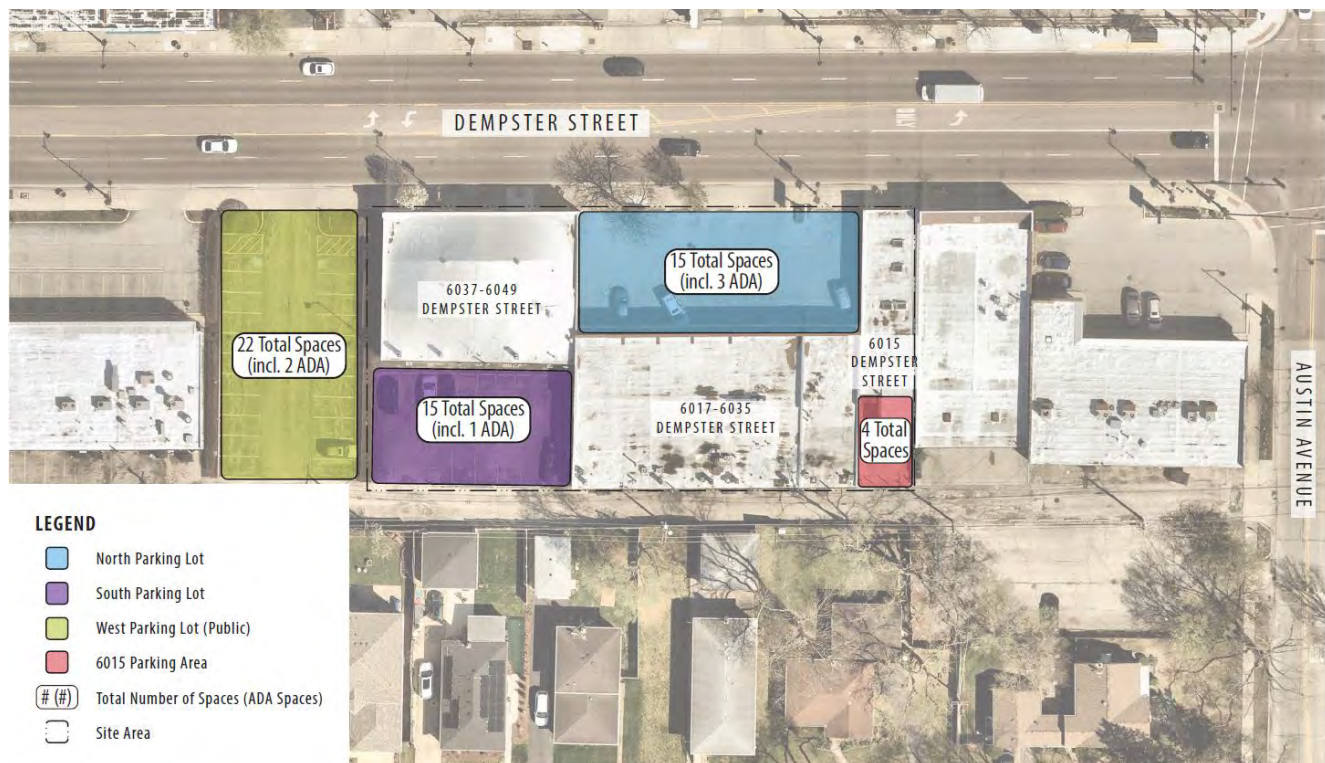 DEMPSTER STREET
ONLY
15 Total Spaces
(incl. 3 ADA)
6037-6049
DEMPSTER STREET
22 Total Spaces
(incl. 2 ADA)
6015
DEMPSTER
STREET
15 Total Spaces
(incl. 1 ADA)
6017-6035
DEMPSTER STREET
4 Total
Spaces
AUSTIN AVENUE
LEGEND
North Parking Lot
South Parking Lot
West Parking Lot (Public)
6015 Parking Area
# (#) Total Number of Spaces (ADA Spaces)
Site Area